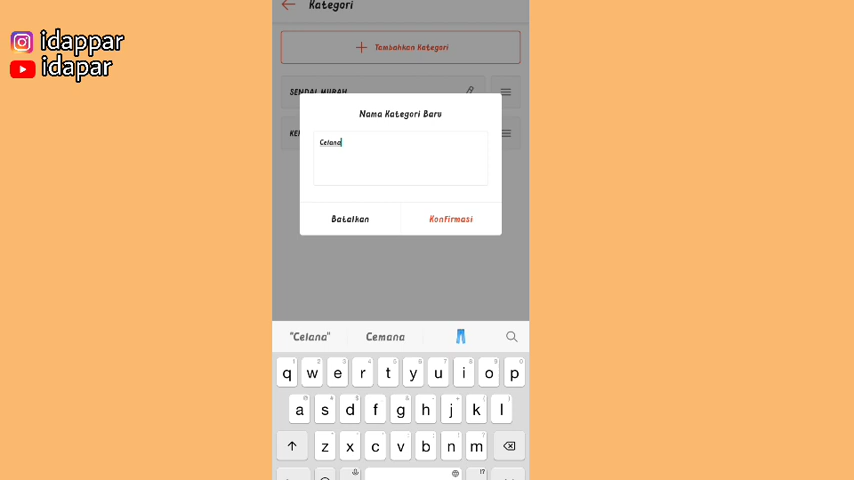 idappar
idapar
Kategori
Tambahkan Kategori
SENDAL MURAH
Nama Kategori Baru
Celana
Batalkan
Konfirmasi
"Celana" Cemana
q w e r t y u i o p
a s d f g h j k l
z x c v b n m
!?